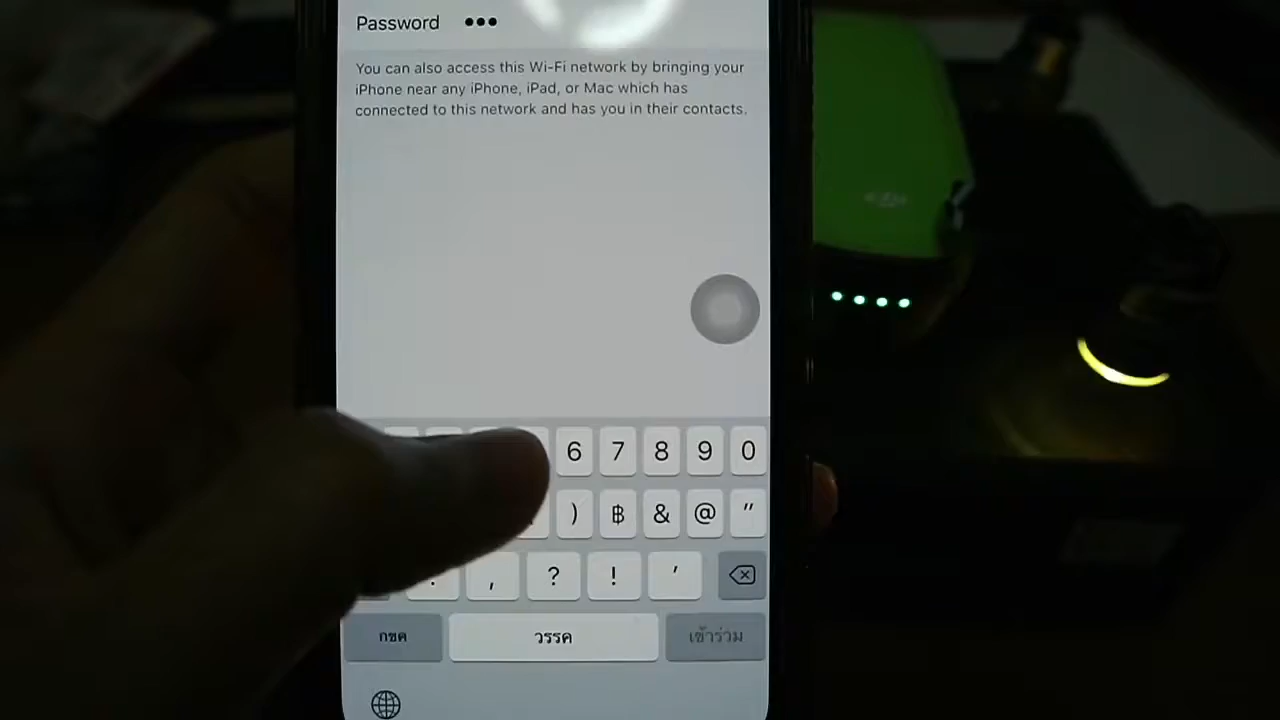 Password •••
You can also access this Wi-Fi network by bringing your
iPhone near any iPhone, iPad, or Mac which has
connected to this network and has you in their contacts.
6 7 8 9 0
) ฿ & @ "
. , ? ! '
กขค วรรค เข้าร่วม